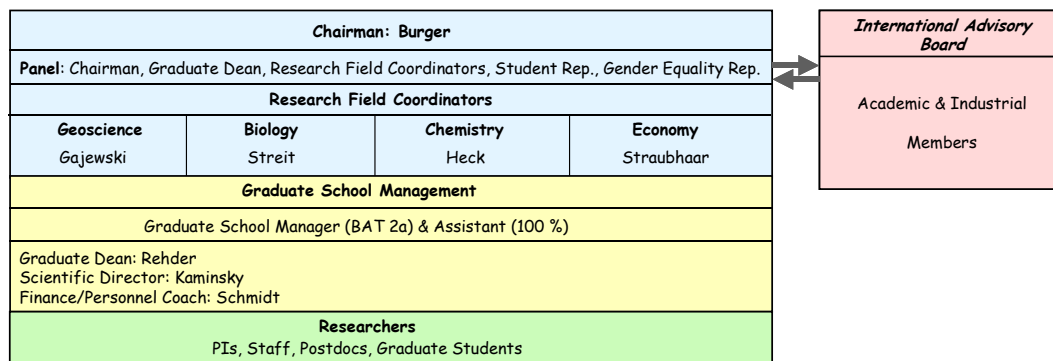 Chairman: Burger
Panel: Chairman, Graduate Dean, Research Field Coordinators, Student Rep., Gender Equality Rep.
Research Field Coordinators
Geoscience Biology Chemistry Economy
Gajewski Streit Heck Straubhaar
Graduate School Management
Graduate School Manager (BAT 2a) & Assistant (100 %)
Graduate Dean: Rehder
Scientific Director: Kaminsky
Finance/Personnel Coach: Schmidt
Researchers
PIs, Staff, Postdocs, Graduate Students
International Advisory
Board
Academic & Industrial
Members